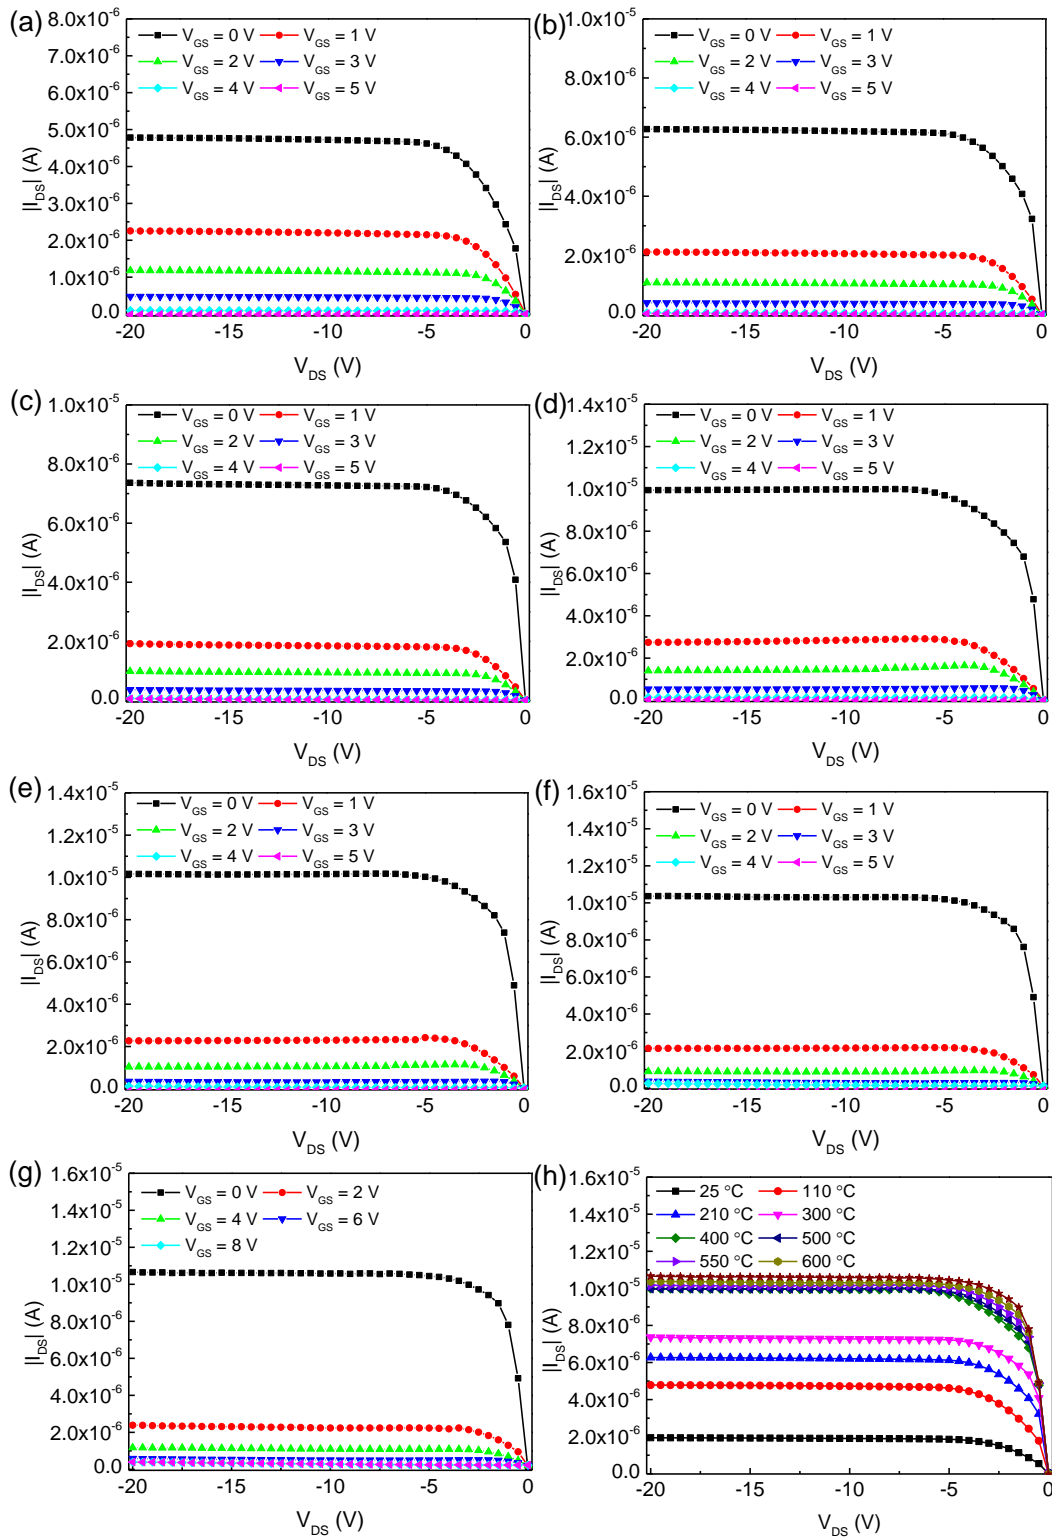 (a)
8.0x10⁻⁶
7.0x10⁻⁶
6.0x10⁻⁶
5.0x10⁻⁶
4.0x10⁻⁶
3.0x10⁻⁶
2.0x10⁻⁶
1.0x10⁻⁶
0.0
|I_DS| (A)
V_GS = 0 V V_GS = 1 V
V_GS = 2 V V_GS = 3 V
V_GS = 4 V V_GS = 5 V
-20 -15 -10 -5 0
V_DS (V)
(b)
1.0x10⁻⁵
8.0x10⁻⁶
6.0x10⁻⁶
4.0x10⁻⁶
2.0x10⁻⁶
0.0
|I_DS| (A)
V_GS = 0 V V_GS = 1 V
V_GS = 2 V V_GS = 3 V
V_GS = 4 V V_GS = 5 V
-20 -15 -10 -5 0
V_DS (V)
(c)
1.0x10⁻⁵
8.0x10⁻⁶
6.0x10⁻⁶
4.0x10⁻⁶
2.0x10⁻⁶
0.0
|I_DS| (A)
V_GS = 0 V V_GS = 1 V
V_GS = 2 V V_GS = 3 V
V_GS = 4 V V_GS = 5 V
-20 -15 -10 -5 0
V_DS (V)
(d)
1.4x10⁻⁵
1.2x10⁻⁵
1.0x10⁻⁵
8.0x10⁻⁶
6.0x10⁻⁶
4.0x10⁻⁶
2.0x10⁻⁶
0.0
|I_DS| (A)
V_GS = 0 V V_GS = 1 V
V_GS = 2 V V_GS = 3 V
V_GS = 4 V V_GS = 5 V
-20 -15 -10 -5 0
V_DS (V)
(e)
1.4x10⁻⁵
1.2x10⁻⁵
1.0x10⁻⁵
8.0x10⁻⁶
6.0x10⁻⁶
4.0x10⁻⁶
2.0x10⁻⁶
0.0
|I_DS| (A)
V_GS = 0 V V_GS = 1 V
V_GS = 2 V V_GS = 3 V
V_GS = 4 V V_GS = 5 V
-20 -15 -10 -5 0
V_DS (V)
(f)
1.6x10⁻⁵
1.4x10⁻⁵
1.2x10⁻⁵
1.0x10⁻⁵
8.0x10⁻⁶
6.0x10⁻⁶
4.0x10⁻⁶
2.0x10⁻⁶
0.0
|I_DS| (A)
V_GS = 0 V V_GS = 1 V
V_GS = 2 V V_GS = 3 V
V_GS = 4 V V_GS = 5 V
-20 -15 -10 -5 0
V_DS (V)
(g)
1.6x10⁻⁵
1.4x10⁻⁵
1.2x10⁻⁵
1.0x10⁻⁵
8.0x10⁻⁶
6.0x10⁻⁶
4.0x10⁻⁶
2.0x10⁻⁶
0.0
|I_DS| (A)
V_GS = 0 V V_GS = 2 V
V_GS = 4 V V_GS = 6 V
V_GS = 8 V
-20 -15 -10 -5 0
V_DS (V)
(h)
1.6x10⁻⁵
1.4x10⁻⁵
1.2x10⁻⁵
1.0x10⁻⁵
8.0x10⁻⁶
6.0x10⁻⁶
4.0x10⁻⁶
2.0x10⁻⁶
0.0
|I_DS| (A)
25 °C 110 °C
210 °C 300 °C
400 °C 500 °C
550 °C 600 °C
-20 -15 -10 -5 0
V_DS (V)